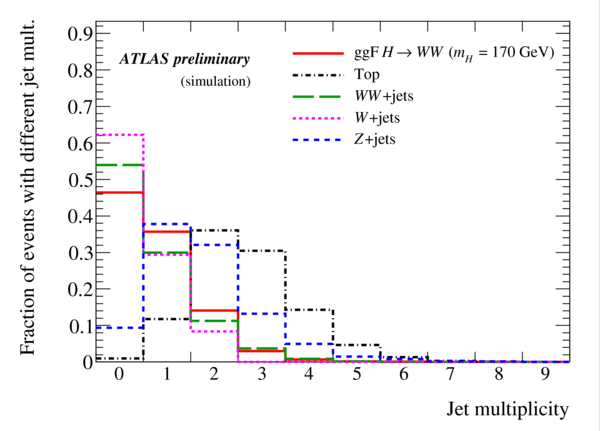 Fraction of events with different jet mult.
0.9
0.8
0.7
0.6
0.5
0.4
0.3
0.2
0.1
0
ATLAS preliminary
(simulation)
ggF H → WW (m_H = 170 GeV)
Top
WW+jets
W+jets
Z+jets
0 1 2 3 4 5 6 7 8 9
Jet multiplicity